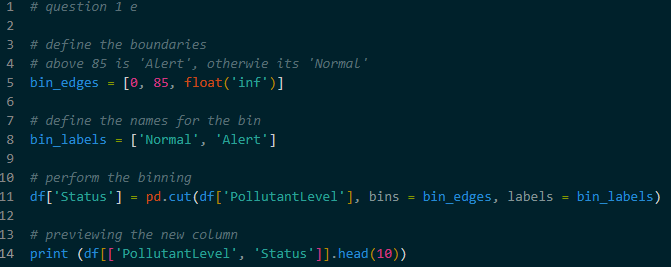 1 # question 1 e
2
3 # define the boundaries
4 # above 85 is 'Alert', otherwie its 'Normal'
5 bin_edges = [0, 85, float('inf')]
6
7 # define the names for the bin
8 bin_labels = ['Normal', 'Alert']
9
10 # perform the binning
11 df['Status'] = pd.cut(df['PollutantLevel'], bins = bin_edges, labels = bin_labels)
12
13 # previewing the new column
14 print (df[['PollutantLevel', 'Status']].head(10))